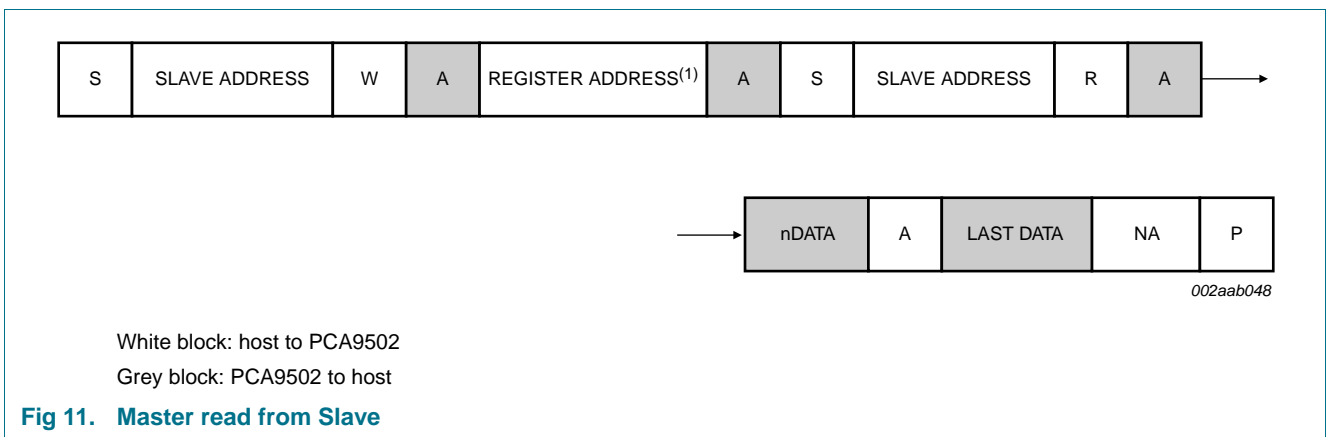 S SLAVE ADDRESS W A REGISTER ADDRESS(1) A S SLAVE ADDRESS R A
nDATA A LAST DATA NA P
002aab048
White block: host to PCA9502
Grey block: PCA9502 to host
Fig 11. Master read from Slave